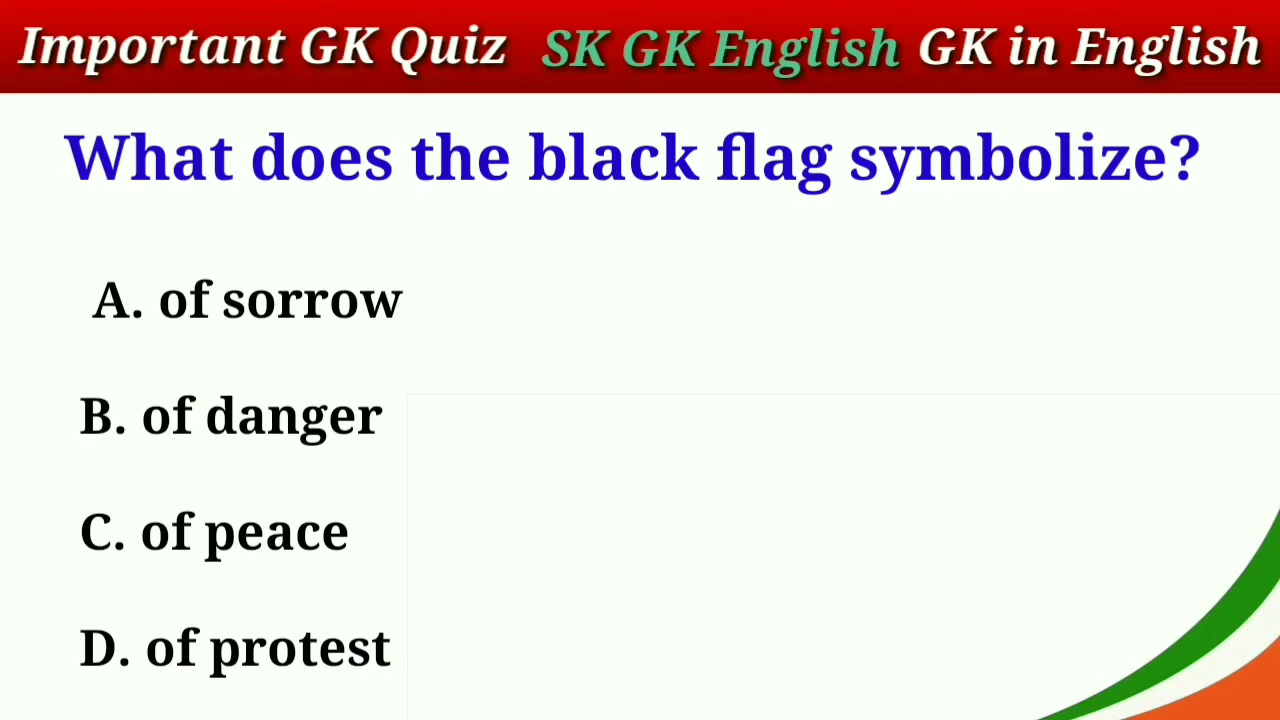 Important GK Quiz SK GK English GK in English
What does the black flag symbolize?
A. of sorrow
B. of danger
C. of peace
D. of protest